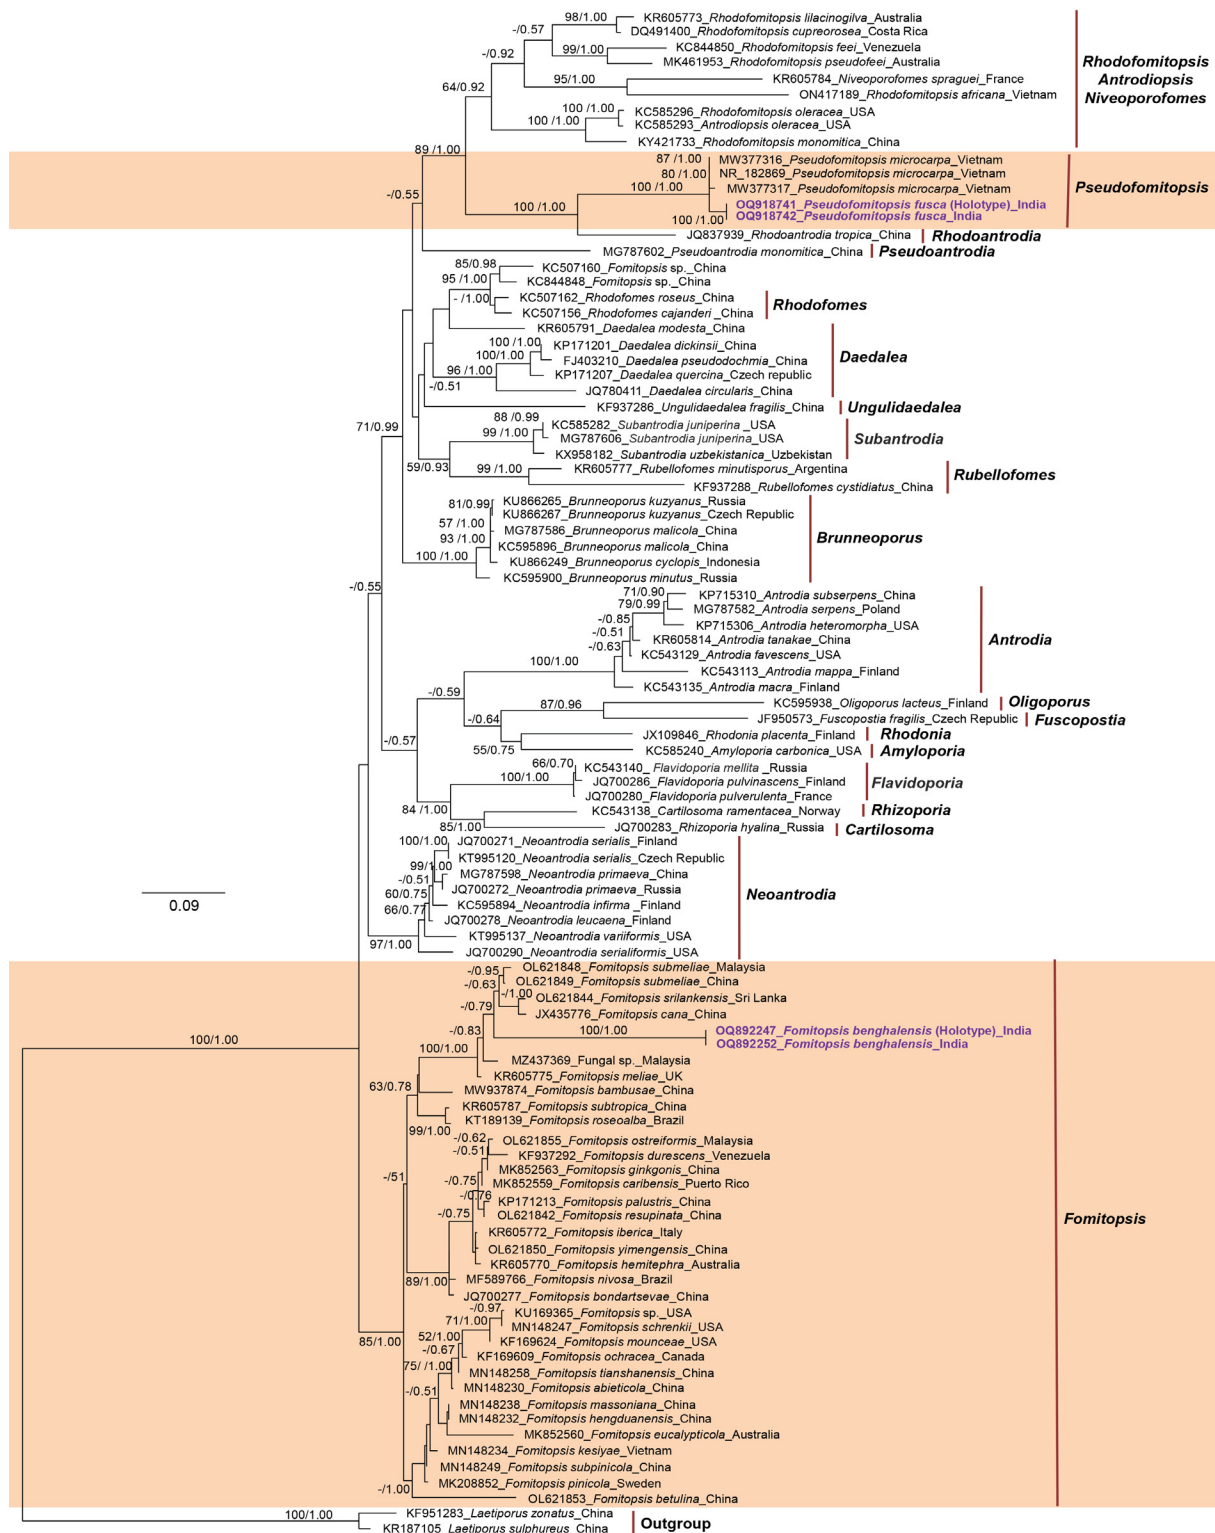 98/1.00
KR605773_Rhodofomitopsis lilacinogilva_Australia
-/0.57
DQ491400_Rhodofomitopsis cupreorosea_Costa Rica
99/1.00
KC844850_Rhodofomitopsis feei_Venezuela
-/0.92
MK461953_Rhodofomitopsis pseudofeei_Australia
Rhodofomitopsis
Antrodiopsis
Niveoporofomes
95/1.00
KR605784_Niveoporofomes spraguei_France
64/0.92
ON417189_Rhodofomitopsis africana_Vietnam
100 /1.00
KC585296_Rhodofomitopsis oleracea_USA
100 /1.00
KC585293_Antrodiopsis oleracea_USA
KY421733_Rhodofomitopsis monomitica_China
89 /1.00
87 /1.00
MW377316_Pseudofomitopsis microcarpa_Vietnam
80 /1.00
NR_182869_Pseudofomitopsis microcarpa_Vietnam
100 /1.00
MW377317_Pseudofomitopsis microcarpa_Vietnam
Pseudofomitopsis
-/0.55
100 /1.00
OQ918741_Pseudofomitopsis fusca (Holotype)_India
100 /1.00
OQ918742_Pseudofomitopsis fusca_India
JQ837939_Rhodoantrodia tropica_China
Rhodoantrodia
MG787602_Pseudoantrodia monomitica_China
Pseudoantrodia
85/0.98
KC507160_Fomitopsis sp._China
95 /1.00
KC844848_Fomitopsis sp._China
- /1.00
KC507162_Rhodofomes roseus_China
KC507156_Rhodofomes cajanderi _China
Rhodofomes
KR605791_Daedalea modesta_China
100 /1.00
KP171201_Daedalea dickinsii_China
100/1.00
FJ403210_Daedalea pseudodochmia_China
Daedalea
96 /1.00
KP171207_Daedalea quercina_Czech republic
-/0.51
JQ780411_Daedalea circularis_China
KF937286_Ungulidaedalea fragilis_China
Ungulidaedalea
88 /0.99
KC585282_Subantrodia juniperina _USA
71/0.99
99 /1.00
MG787606_Subantrodia juniperina_USA
Subantrodia
KX958182_Subantrodia uzbekistanica_Uzbekistan
59/0.93
99 /1.00
KR605777_Rubellofomes minutisporus_Argentina
Rubellofomes
KF937288_Rubellofomes cystidiatus_China
81/0.99
KU866265_Brunneoporus kuzyanus_Russia
KU866267_Brunneoporus kuzyanus_Czech Republic
57 /1.00
MG787586_Brunneoporus malicola_China
Brunneoporus
93 /1.00
KC595896_Brunneoporus malicola_China
100 /1.00
KU866249_Brunneoporus cyclopis_Indonesia
KC595900_Brunneoporus minutus_Russia
-/0.55
71/0.90
KP715310_Antrodia subserpens_China
79/0.99
MG787582_Antrodia serpens_Poland
-/0.85
KP715306_Antrodia heteromorpha_USA
-/0.51
KR605814_Antrodia tanakae_China
Antrodia
-/0.63
KC543129_Antrodia favescens_USA
100/1.00
KC543113_Antrodia mappa_Finland
KC543135_Antrodia macra_Finland
-/0.59
87/0.96
KC595938_Oligoporus lacteus_Finland
Oligoporus
-/0.64
JF950573_Fuscopostia fragilis_Czech Republic
Fuscopostia
-/0.57
JX109846_Rhodonia placenta_Finland
Rhodonia
55/0.75
KC585240_Amyloporia carbonica_USA
Amyloporia
66/0.70
KC543140_ Flavidoporia mellita _Russia
100/1.00
JQ700286_Flavidoporia pulvinascens_Finland
Flavidoporia
JQ700280_Flavidoporia pulverulenta_France
84 /1.00
KC543138_Cartilosoma ramentacea_Norway
Rhizoporia
85/1.00
JQ700283_Rhizoporia hyalina_Russia
Cartilosoma
100/1.00
JQ700271_Neoantrodia serialis_Finland
KT995120_Neoantrodia serialis_Czech Republic
99/1.00
MG787598_Neoantrodia primaeva_China
-/0.51
JQ700272_Neoantrodia primaeva_Russia
Neoantrodia
60/0.75
KC595894_Neoantrodia infirma _Finland
66/0.77
JQ700278_Neoantrodia leucaena_Finland
0.09
KT995137_Neoantrodia variiformis_USA
97/1.00
JQ700290_Neoantrodia serialiformis_USA
-/0.95
OL621848_Fomitopsis submeliae_Malaysia
-/0.63
OL621849_Fomitopsis submeliae_China
-/1.00
OL621844_Fomitopsis srilankensis_Sri Lanka
-/0.79
JX435776_Fomitopsis cana_China
-/0.83
100/1.00
OQ892247_Fomitopsis benghalensis (Holotype)_India
100/1.00
OQ892252_Fomitopsis benghalensis_India
100/1.00
MZ437369_Fungal sp._Malaysia
KR605775_Fomitopsis meliae_UK
63/0.78
MW937874_Fomitopsis bambusae_China
KR605787_Fomitopsis subtropica_China
KT189139_Fomitopsis roseoalba_Brazil
99/1.00
-/0.62
OL621855_Fomitopsis ostreiformis_Malaysia
-/0.51
KF937292_Fomitopsis durescens_Venezuela
MK852563_Fomitopsis ginkgonis_China
-/51
-/0.75
MK852559_Fomitopsis caribensis_Puerto Rico
-/0.76
KP171213_Fomitopsis palustris_China
-/0.75
OL621842_Fomitopsis resupinata_China
Fomitopsis
KR605772_Fomitopsis iberica_Italy
OL621850_Fomitopsis yimengensis_China
KR605770_Fomitopsis hemitephra_Australia
89/1.00
MF589766_Fomitopsis nivosa_Brazil
JQ700277_Fomitopsis bondartsevae_China
-/0.97
KU169365_Fomitopsis sp._USA
71/1.00
MN148247_Fomitopsis schrenkii_USA
85/1.00
52/1.00
KF169624_Fomitopsis mounceae_USA
-/0.67
KF169609_Fomitopsis ochracea_Canada
75/ /1.00
MN148258_Fomitopsis tianshanensis_China
-/0.51
MN148230_Fomitopsis abieticola_China
MN148238_Fomitopsis massoniana_China
MN148232_Fomitopsis hengduanensis_China
MK852560_Fomitopsis eucalypticola_Australia
MN148234_Fomitopsis kesiyae_Vietnam
MN148249_Fomitopsis subpinicola_China
MK208852_Fomitopsis pinicola_Sweden
-/1.00
OL621853_Fomitopsis betulina_China
100/1.00
KF951283_Laetiporus zonatus_China
KR187105_Laetiporus sulphureus_China
Outgroup